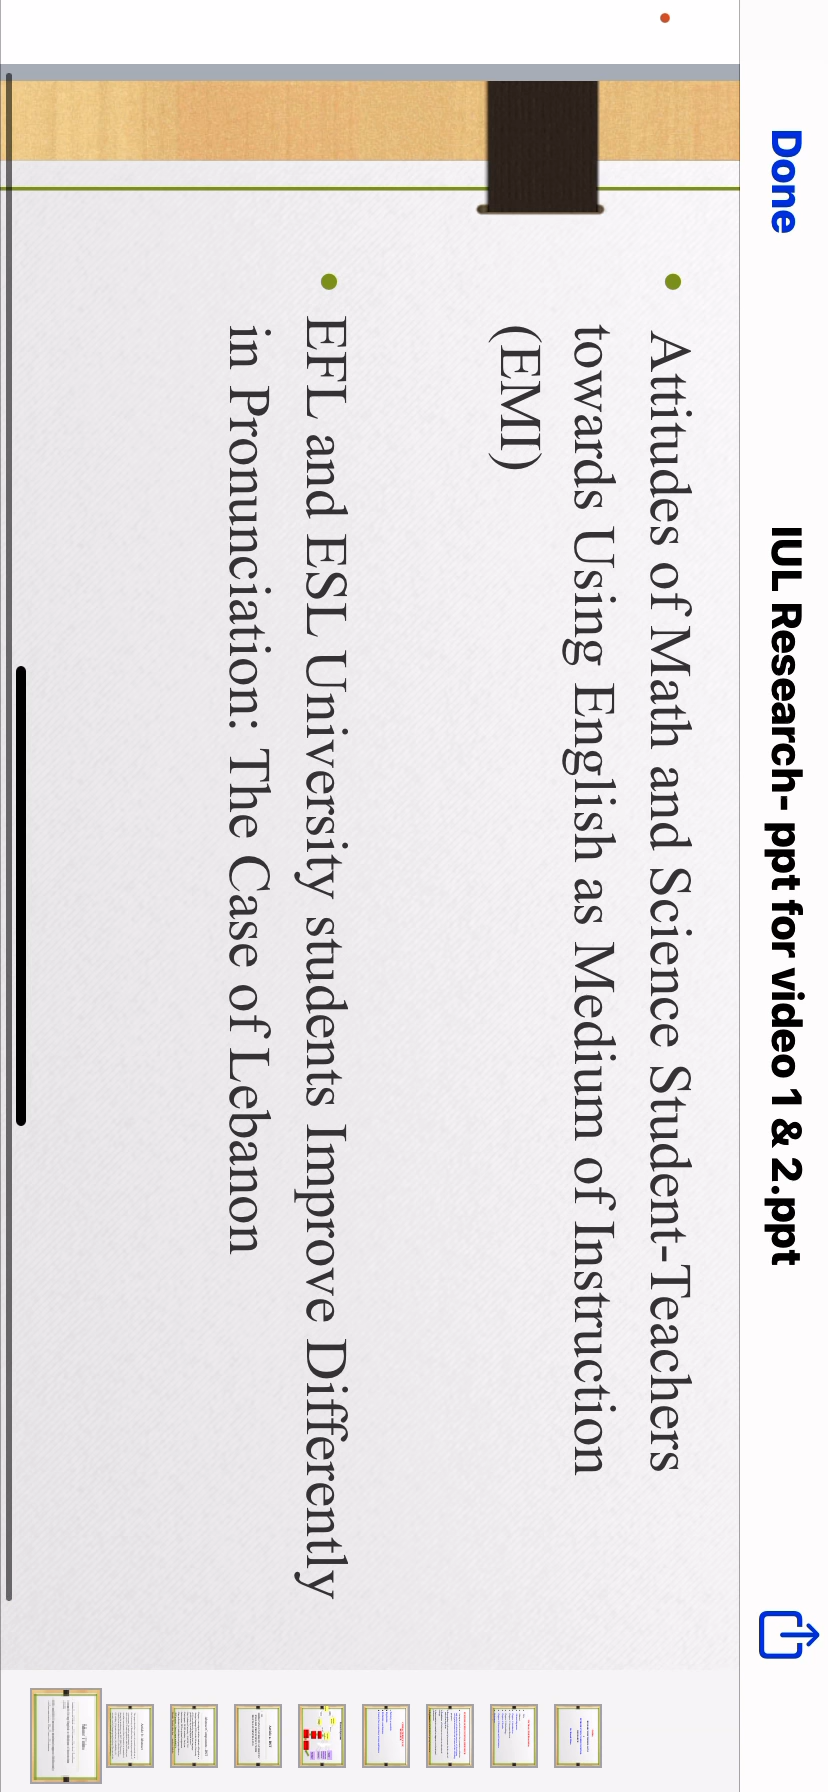 Done
IUL Research- ppt for video 1 & 2.ppt
Attitudes of Math and Science Student-Teachers
towards Using English as Medium of Instruction
(EMI)
EFL and ESL University students Improve Differently
in Pronunciation: The Case of Lebanon